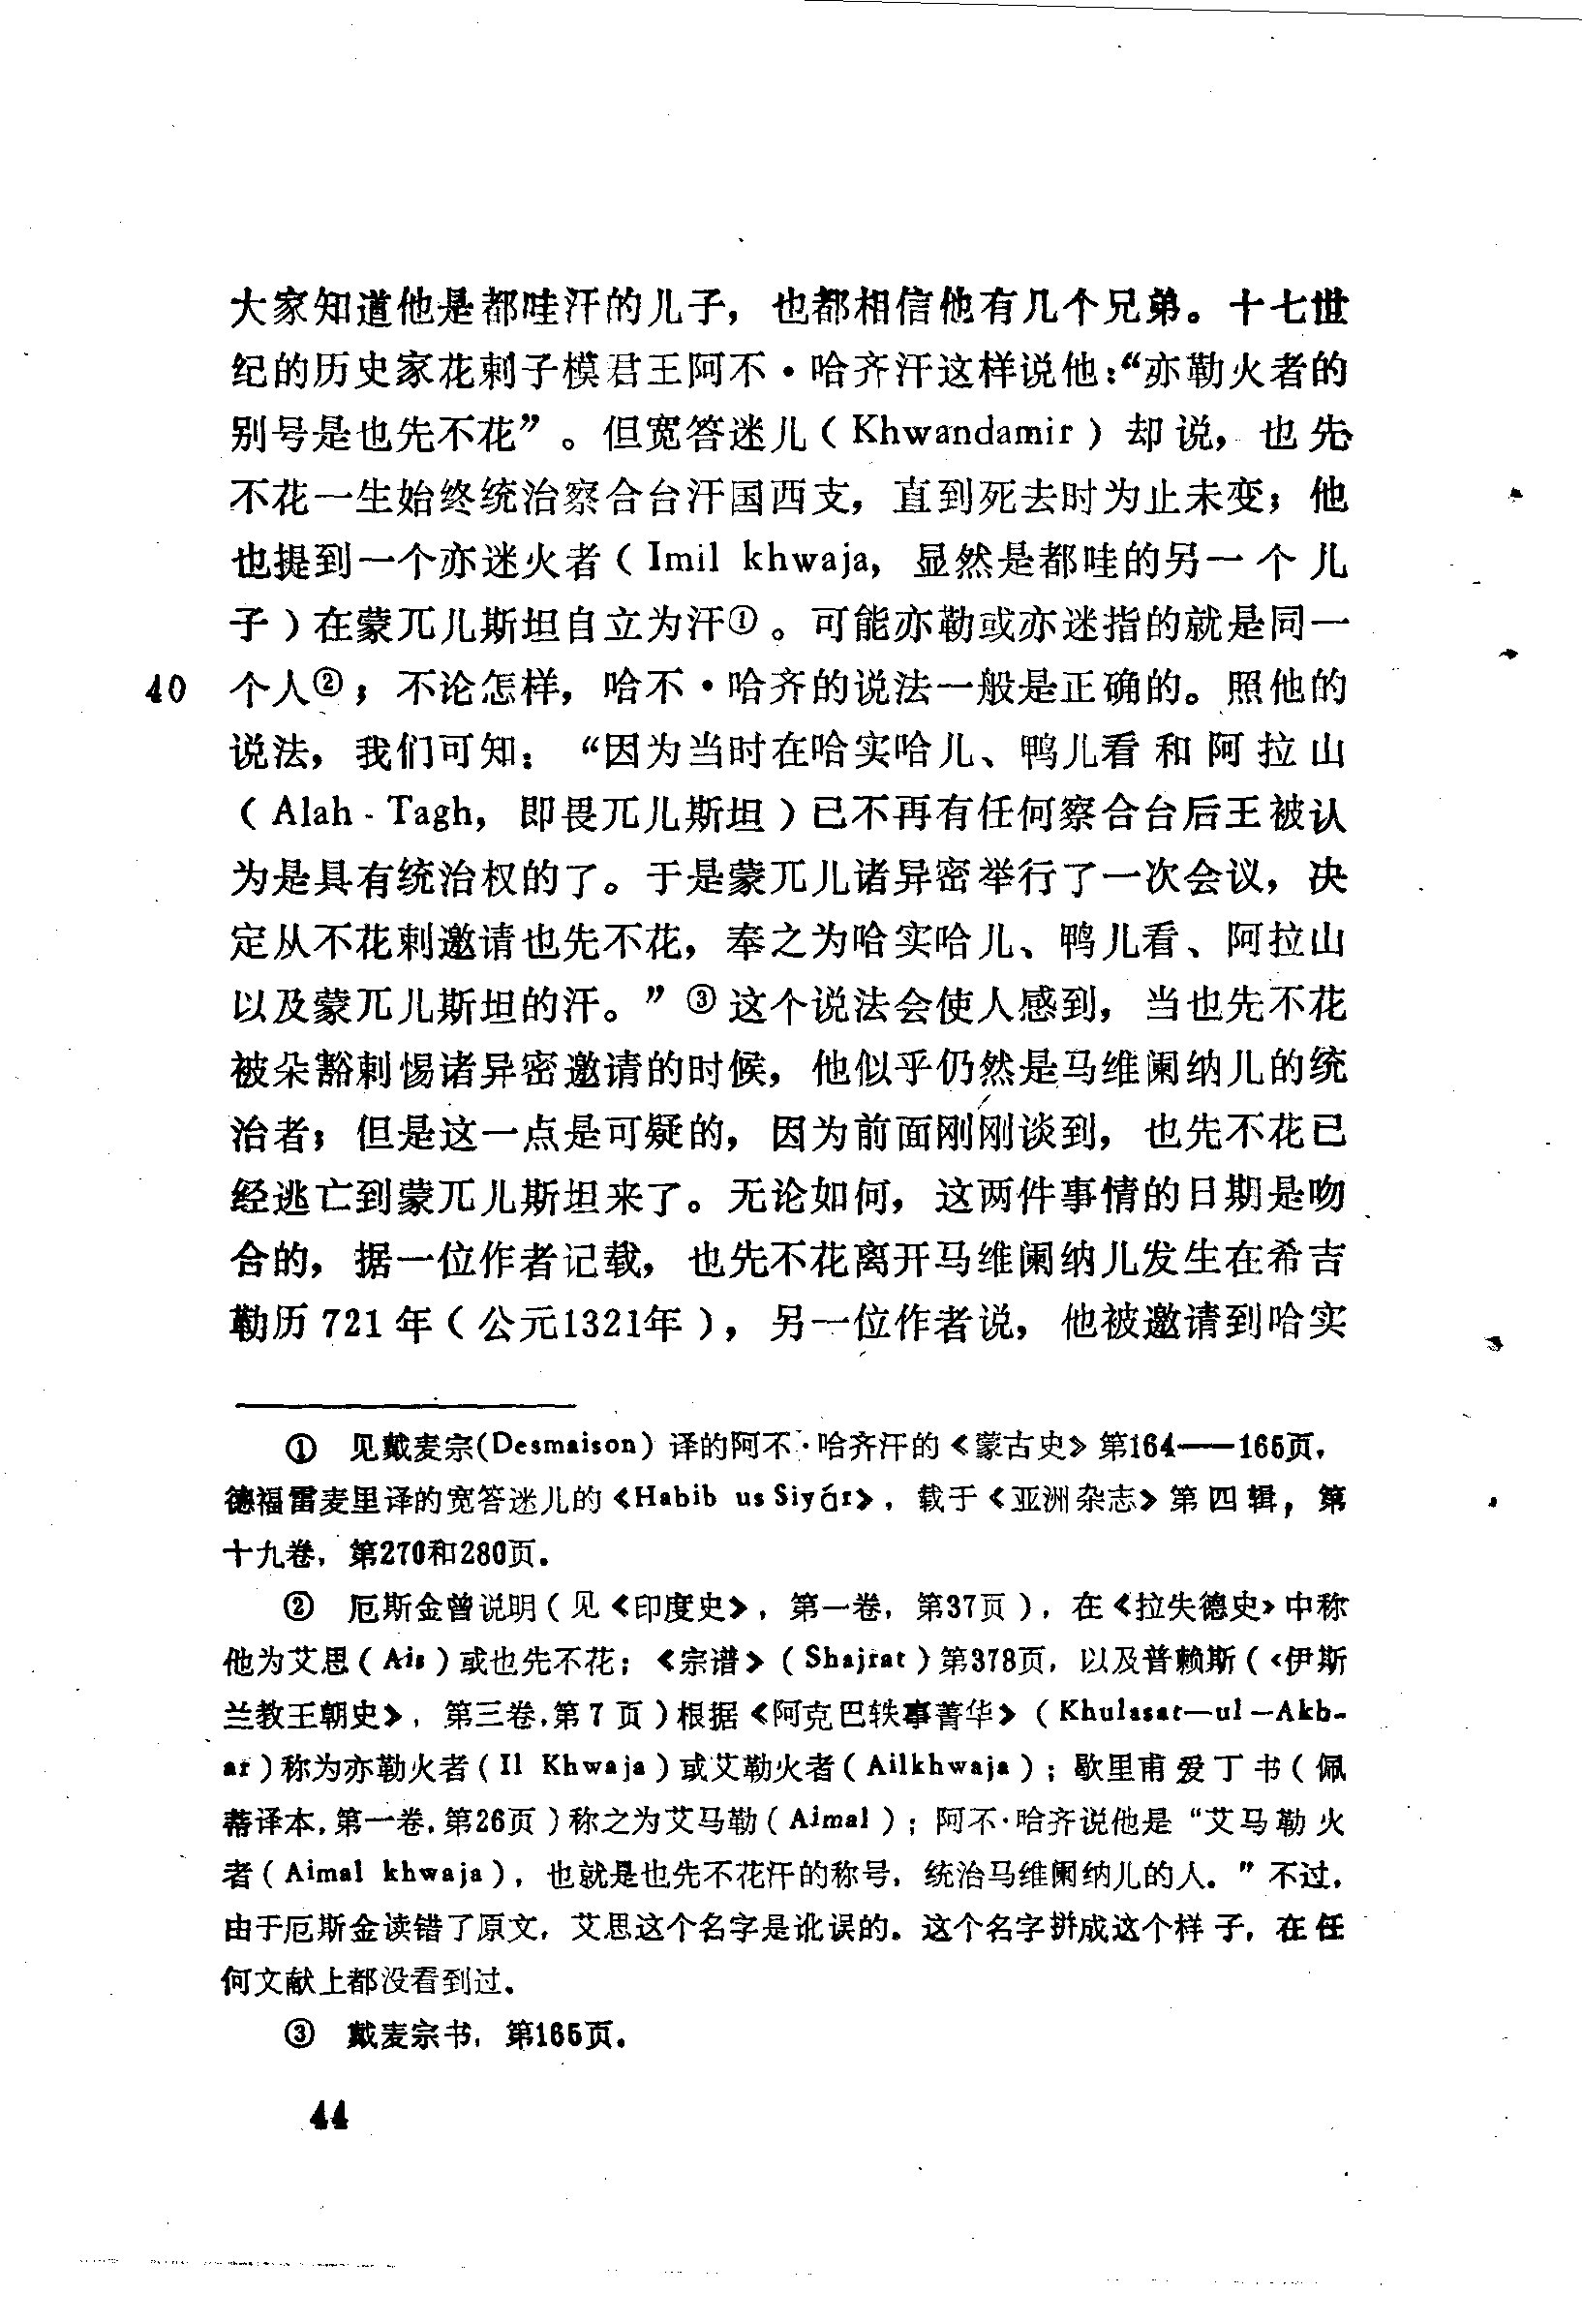 大家知道他是都哇汗的儿子，也都相信他有几个兄弟。十七世
纪的历史家花剌子模君王阿不·哈齐汗这样说他：“亦勒火者的
别号是也先不花”。但宽答迷儿（Khwandamir）却说，也先
不花一生始终统治察合台汗国西支，直到死去时为止未变；他
也提到一个亦迷火者（Imil khwaja，显然是都哇的另一个儿
子）在蒙兀儿斯坦自立为汗①。可能亦勒或亦迷指的就是同一
40 个人②；不论怎样，哈不·哈齐的说法一般是正确的。照他的
说法，我们可知：“因为当时在哈实哈儿、鸭儿看和阿拉山
（Alah-Tagh，即畏兀儿斯坦）已不再有任何察合台后王被认
为是具有统治权的了。于是蒙兀儿诸异密举行了一次会议，决
定从不花剌邀请也先不花，奉之为哈实哈儿、鸭儿看、阿拉山
以及蒙兀儿斯坦的汗。”③这个说法会使人感到，当也先不花
被朵豁剌惕诸异密邀请的时候，他似乎仍然是马维阑纳儿的统
治者；但是这一点是可疑的，因为前面刚刚谈到，也先不花已
经逃亡到蒙兀儿斯坦来了。无论如何，这两件事情的日期是吻
合的，据一位作者记载，也先不花离开马维阑纳儿发生在希吉
勒历721年（公元1321年），另一位作者说，他被邀请到哈实
① 见戴麦宗(Desmaison）译的阿不·哈齐汗的《蒙古史》第164——165页，
德福雷麦里译的宽答迷儿的《Habib us Siyár》，载于《亚洲杂志》第四辑，第
十九卷，第270和280页。
② 厄斯金曾说明（见《印度史》，第一卷，第37页），在《拉失德史》中称
他为艾思（Ais）或也先不花；《宗谱》（Shajrat）第378页，以及普赖斯（《伊斯
兰教王朝史》，第三卷，第7页）根据《阿克巴轶事菁华》（Khulasat—ul—Akb-
ar）称为亦勒火者（Il Khwaja）或艾勒火者（Ailkhwaja）；歇里甫爱丁书（佩
蒂译本，第一卷，第26页）称之为艾马勒（Aimal）；阿不·哈齐说他是“艾马勒火
者（Aimal khwaja），也就是也先不花汗的称号，统治马维阑纳儿的人。”不过，
由于厄斯金读错了原文，艾思这个名字是讹误的。这个名字拼成这个样子，在任
何文献上都没看到过。
③ 戴麦宗书，第165页。
44